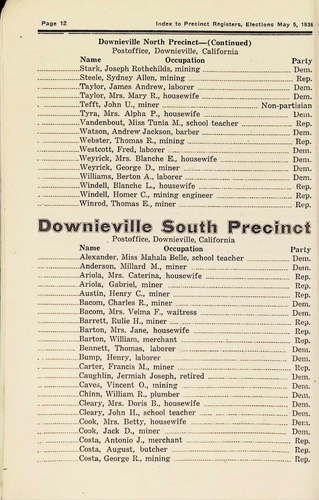 Page 12 Index to Precinct Registers, Elections May 5, 1936
Downieville North Precinct—(Continued)
Postoffice, Downieville, California
Name Occupation Party
Stark, Joseph Rothchilds, mining Dem.
Steele, Sydney Allen, mining Rep.
Taylor, James Andrew, laborer Dem.
Taylor, Mrs. Mary R., housewife Dem.
Tefft, John U., miner Non-partisan
Tyra, Mrs. Alpha P., housewife Dem.
Vandenbout, Miss Tunia M., school teacher Rep.
Watson, Andrew Jackson, barber Dem.
Webster, Thomas R., mining Rep.
Westcott, Fred, laborer Dem.
Weyrick, Mrs. Blanche E., housewife Dem.
Weyrick, George D., miner Dem.
Williams, Berton A., laborer Dem.
Windell, Blanche L., housewife Rep.
Windell, Homer C., mining engineer Rep.
Winrod, Thomas E., miner Rep.
Downieville South Precinct
Postoffice, Downieville, California
Name Occupation Party
Alexander, Miss Mahala Belle, school teacher Dem.
Anderson, Millard M., miner Dem.
Ariola, Mrs. Caterina, housewife Rep.
Ariola, Gabriel, miner Rep.
Austin, Henry C., miner Rep.
Bacom, Charles R., miner Dem.
Bacom, Mrs. Velma F., waitress Dem.
Barrett, Rulie H., miner Rep.
Barton, Mrs. Jane, housewife Rep.
Barton, William, merchant Rep.
Bennett, Thomas, laborer Dem.
Bump, Henry, laborer Dem.
Carter, Francis M., miner Rep.
Caughlin, Jermiah Joseph, retired Dem.
Caves, Vincent O., mining Dem.
Chinn, William R., plumber Dem.
Cleary, Mrs. Doris B., housewife Dem.
Cleary, John H., school teacher Dem.
Cook, Mrs. Betty, housewife Dem.
Cook, Jack D., miner Dem.
Costa, Antonio J., merchant Rep.
Costa, August, butcher Rep.
Costa, George R., mining Rep.